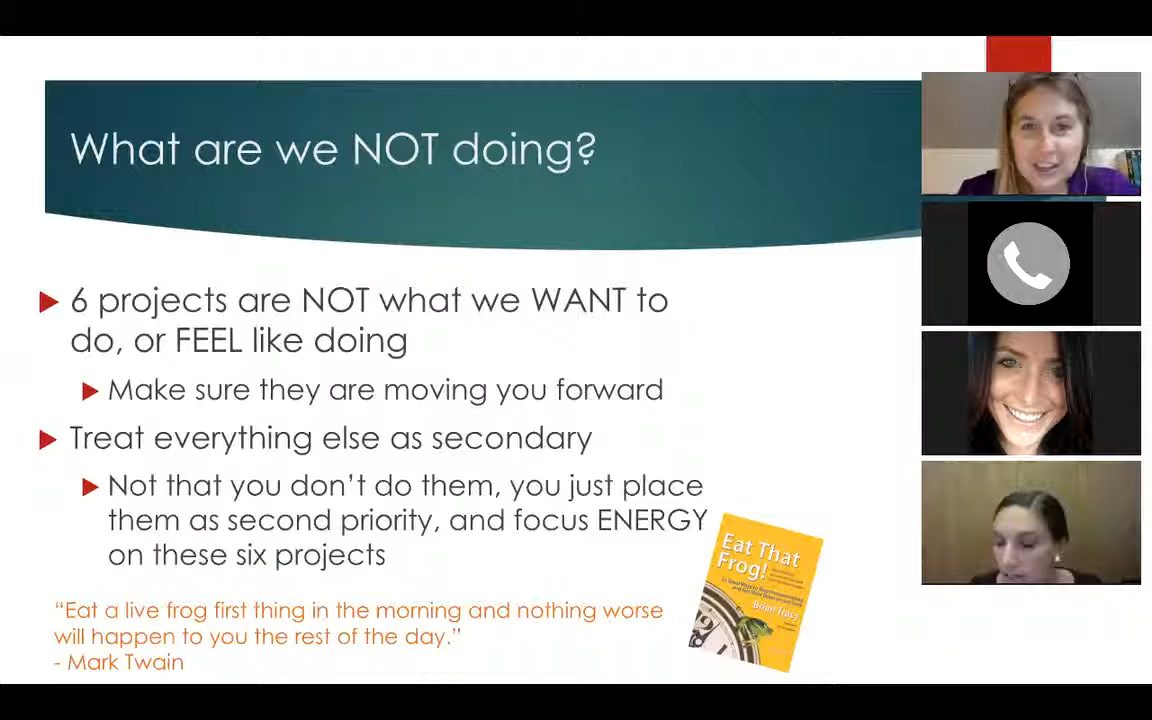 What are we NOT doing?
6 projects are NOT what we WANT to
do, or FEEL like doing
Make sure they are moving you forward
Treat everything else as secondary
Not that you don’t do them, you just place
them as second priority, and focus ENERGY
on these six projects
“Eat a live frog first thing in the morning and nothing worse
will happen to you the rest of the day.”
- Mark Twain
Eat That
Frog!
Brian Tracy